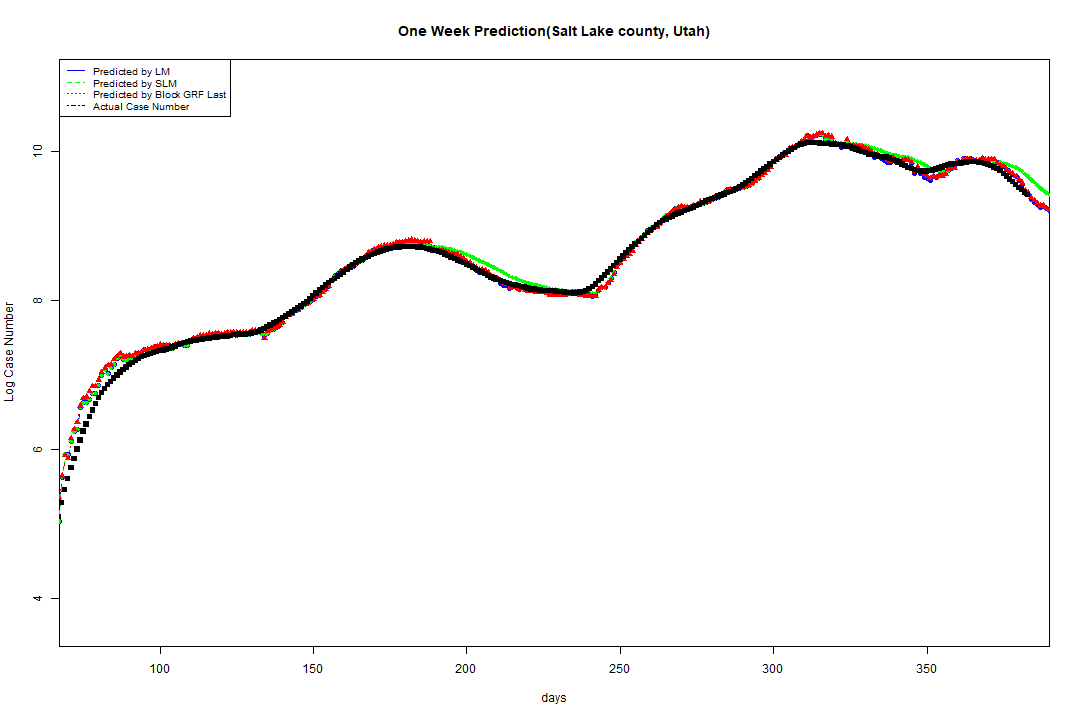 One Week Prediction(Salt Lake county, Utah)
Predicted by LM
Predicted by SLM
Predicted by Block GRF Last
Actual Case Number
10
8
6
4
Log Case Number
100 150 200 250 300 350
days